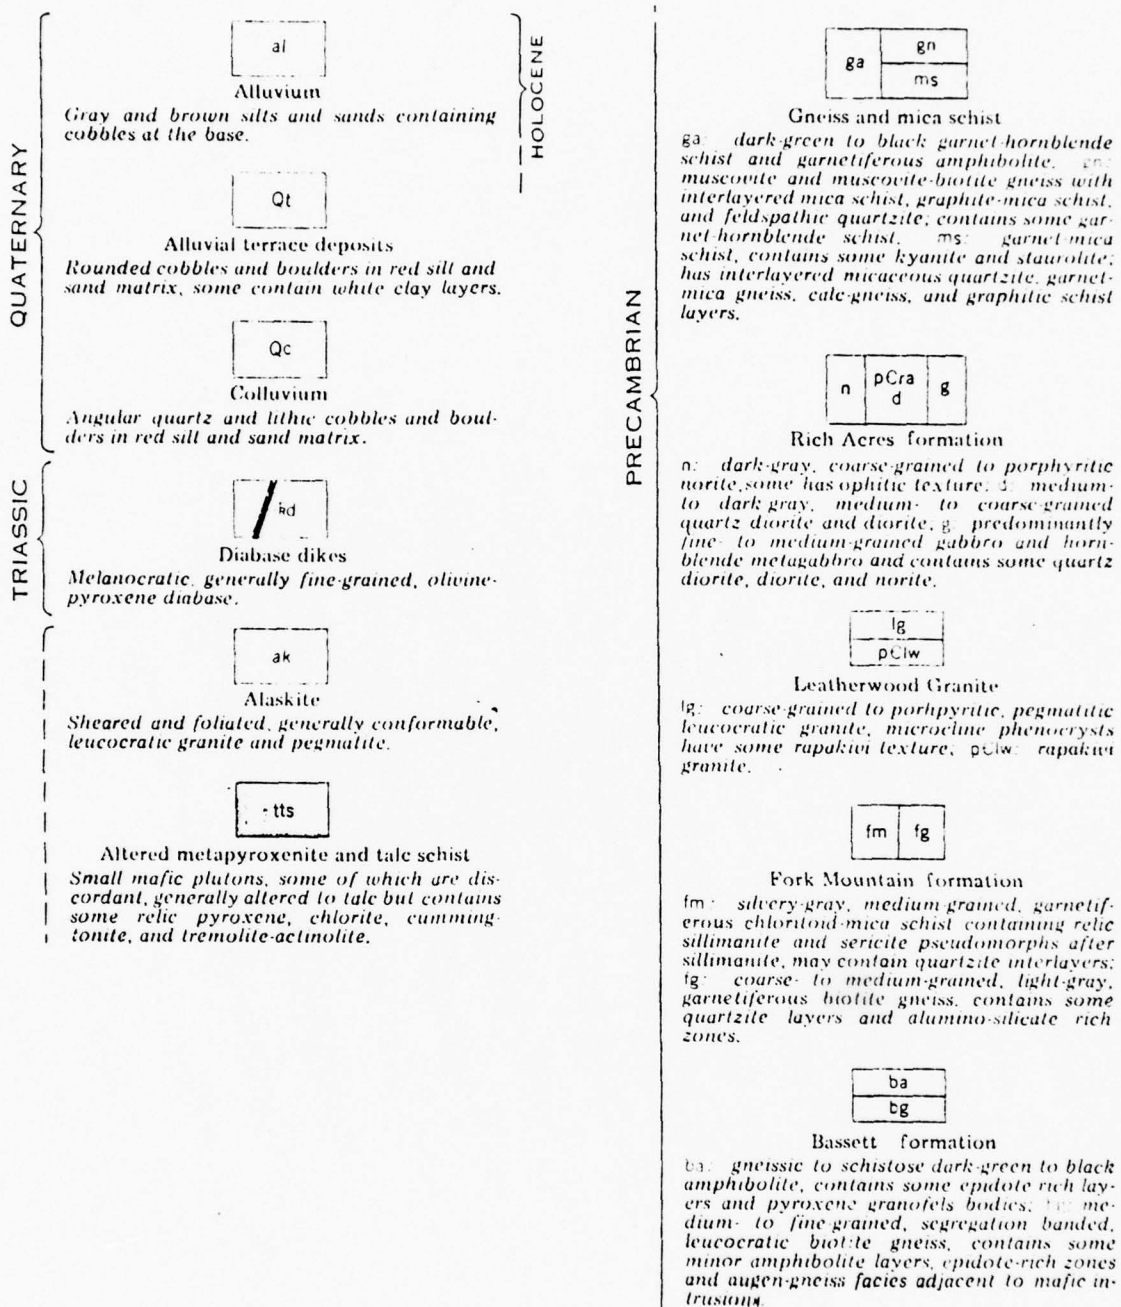 QUATERNARY
HOLOCENE
al
Alluvium
Gray and brown silts and sands containing
cobbles at the base.
Qt
Alluvial terrace deposits
Rounded cobbles and boulders in red silt and
sand matrix, some contain white clay layers.
Qc
Colluvium
Angular quartz and lithic cobbles and boul-
ders in red silt and sand matrix.
TRIASSIC
Diabase dikes
Melanocratic, generally fine-grained, olivine-
pyroxene diabase.
ak
Alaskite
Sheared and foliated, generally conformable,
leucocratic granite and pegmatite.
tts
Altered metapyroxenite and talc schist
Small mafic plutons, some of which are dis-
cordant, generally altered to talc but contains
some relic pyroxene, chlorite, cumming-
tonite, and tremolite-actinolite.
PRECAMBRIAN
ga gn
ms
Gneiss and mica schist
ga: dark-green to black garnet-hornblende
schist and garnetiferous amphibolite. gn:
muscovite and muscovite-biotite gneiss with
interlayered mica schist, graphite-mica schist,
and feldspathic quartzite; contains some gar-
net-hornblende schist. ms: garnet-mica
schist, contains some kyanite and staurolite;
has interlayered micaceous quartzite, garnet-
mica gneiss, calc-gneiss, and graphitic schist
layers.
n pCra g
d
Rich Acres formation
n: dark-gray, coarse-grained to porphyritic
norite, some has ophitic texture; d: medium-
to dark gray, medium- to coarse-grained
quartz diorite and diorite, g: predominantly
fine- to medium-grained gabbro and horn-
blende metagabbro and contains some quartz
diorite, diorite, and norite.
lg
pClw
Leatherwood Granite
lg: coarse-grained to porhpyritic, pegmatitic
leucocratic granite, microcline phenocrysts
have some rapakivi texture; pClw: rapakivi
granite.
fm fg
Fork Mountain formation
fm: silvery-gray, medium-grained, garnetif-
erous chloritoid-mica schist containing relic
sillimanite and sericite pseudomorphs after
sillimanite, may contain quartzite interlayers;
fg: coarse- to medium-grained, light-gray,
garnetiferous biotite gneiss, contains some
quartzite layers and alumino-silicate rich
zones.
ba
bg
Bassett formation
ba: gneissic to schistose dark-green to black
amphibolite, contains some epidote rich lay-
ers and pyroxene granofels bodies; me-
dium- to fine-grained, segregation banded,
leucocratic biotite gneiss, contains some
minor amphibolite layers, epidote-rich zones
and augen-gneiss facies adjacent to mafic in-
trusions.